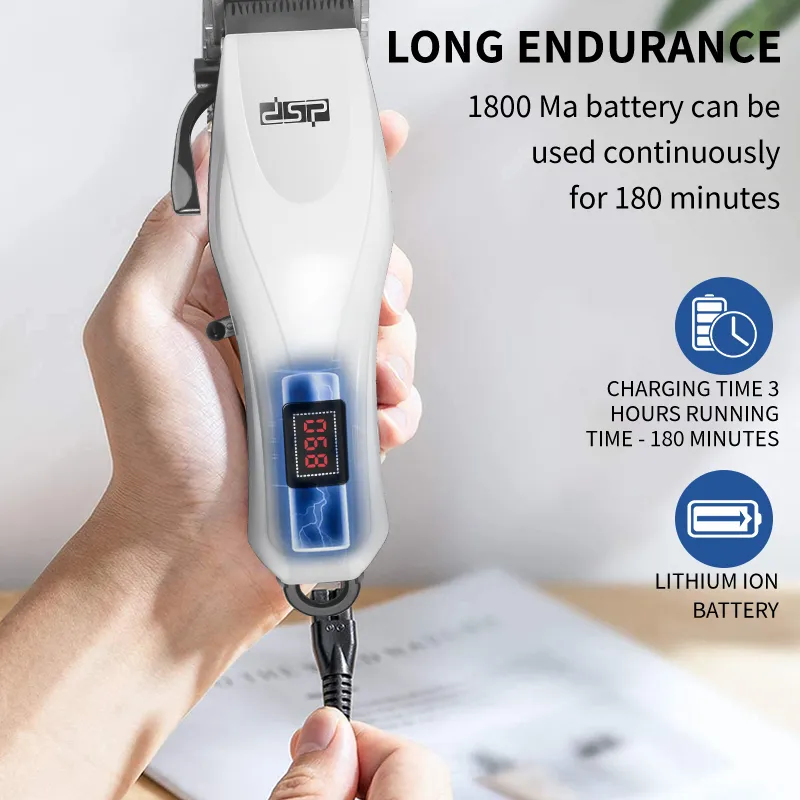 LONG ENDURANCE
dsp
1800 Ma battery can be
used continuously
for 180 minutes
CHARGING TIME 3
HOURS RUNNING
TIME - 180 MINUTES
LITHIUM ION
BATTERY